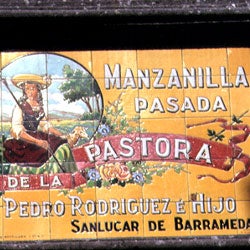 MANZANILLA
PASADA
PASTORA
DE LA
PEDRO RODRIGUEZ É HIJO
SANLUCAR DE BARRAMEDA